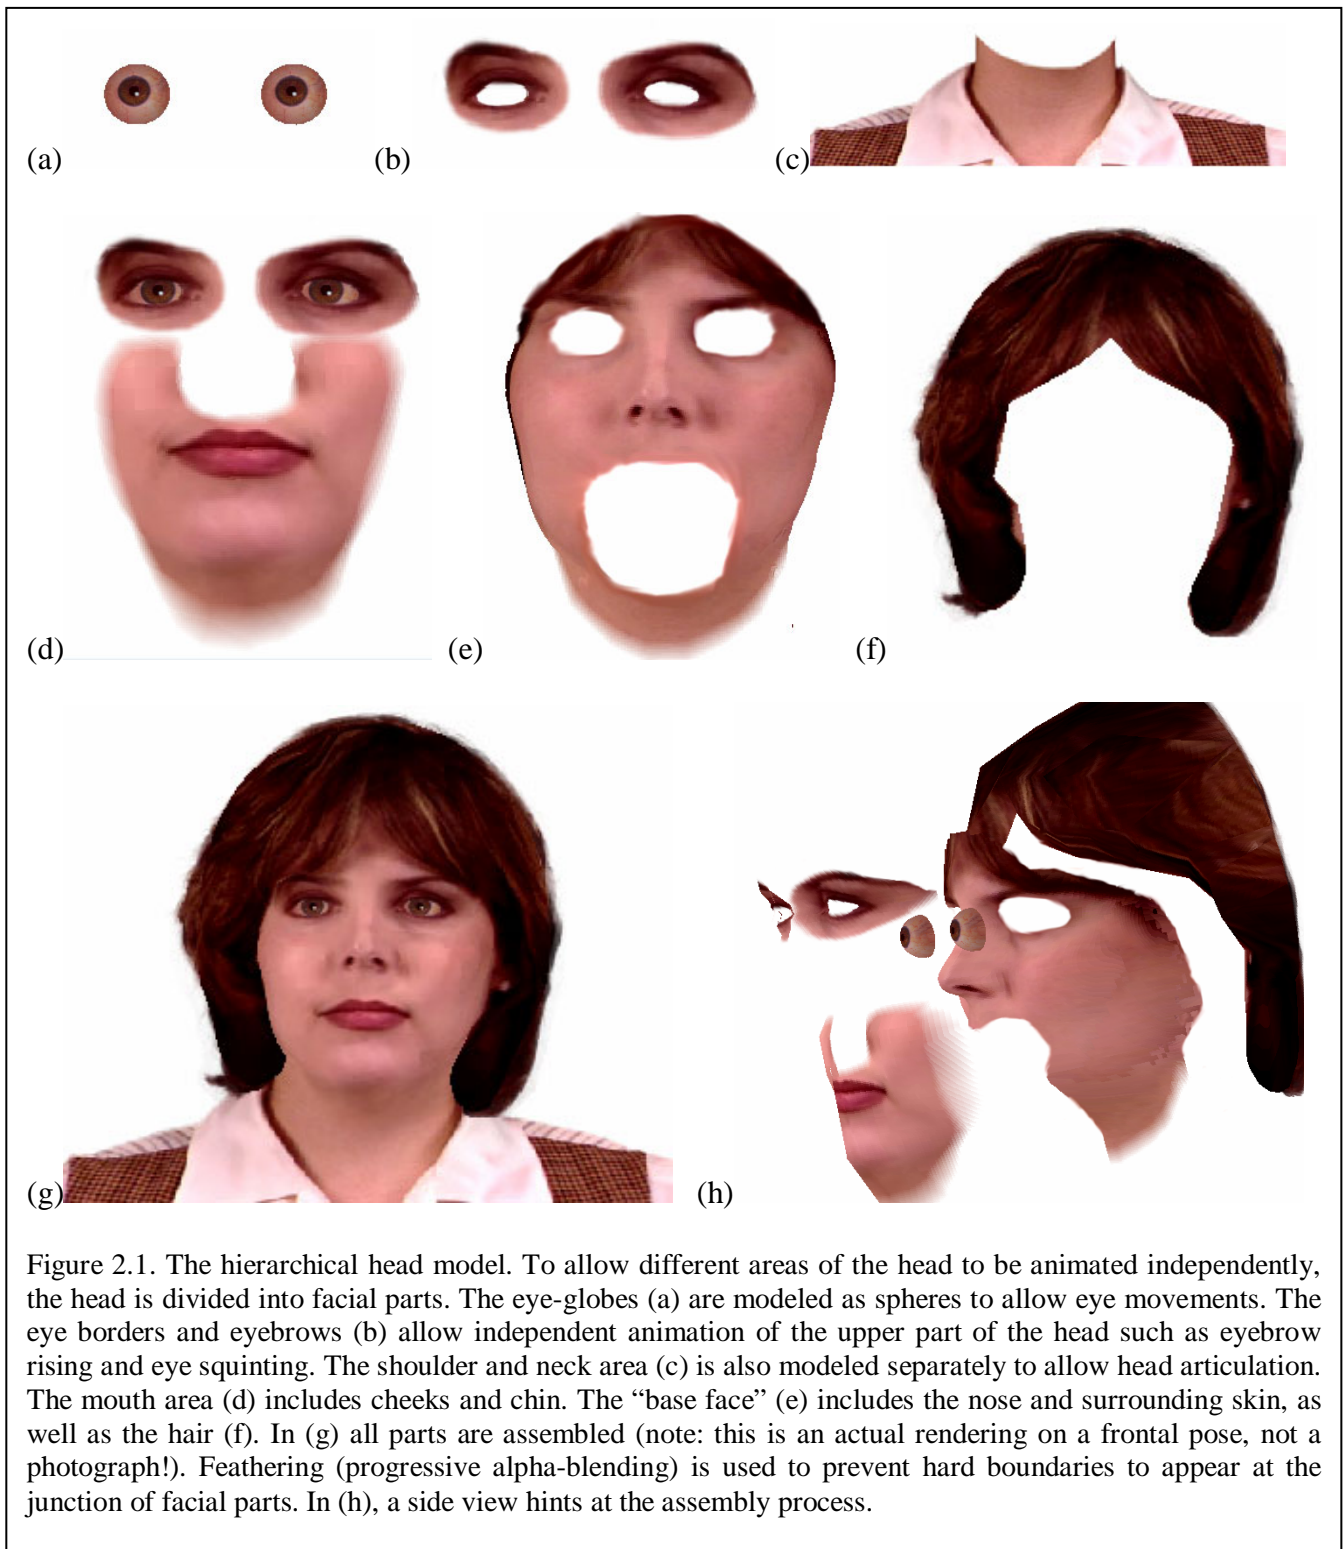 (a) (b) (c)
(d) (e) (f)
(g) (h)
Figure 2.1. The hierarchical head model. To allow different areas of the head to be animated independently,
the head is divided into facial parts. The eye-globes (a) are modeled as spheres to allow eye movements. The
eye borders and eyebrows (b) allow independent animation of the upper part of the head such as eyebrow
rising and eye squinting. The shoulder and neck area (c) is also modeled separately to allow head articulation.
The mouth area (d) includes cheeks and chin. The “base face” (e) includes the nose and surrounding skin, as
well as the hair (f). In (g) all parts are assembled (note: this is an actual rendering on a frontal pose, not a
photograph!). Feathering (progressive alpha-blending) is used to prevent hard boundaries to appear at the
junction of facial parts. In (h), a side view hints at the assembly process.